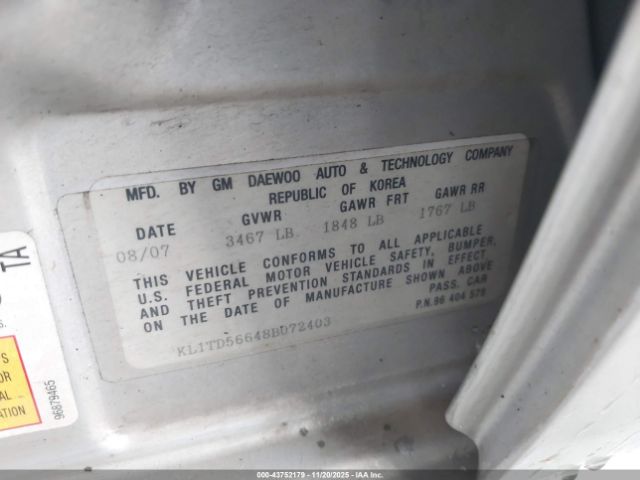 MFD. BY GM DAEWOO AUTO & TECHNOLOGY COMPANY
REPUBLIC OF KOREA
DATE GVWR GAWR FRT GAWR RR
08/07 3467 LB 1848 LB 1767 LB
THIS VEHICLE CONFORMS TO ALL APPLICABLE
U.S. FEDERAL MOTOR VEHICLE SAFETY, BUMPER,
AND THEFT PREVENTION STANDARDS IN EFFECT
ON THE DATE OF MANUFACTURE SHOWN ABOVE
PASS. CAR
P.N.96 404 579
KL1TD56648B072403
TA
96879465
000-43752179 - 11/20/2025 - IAAI.COM